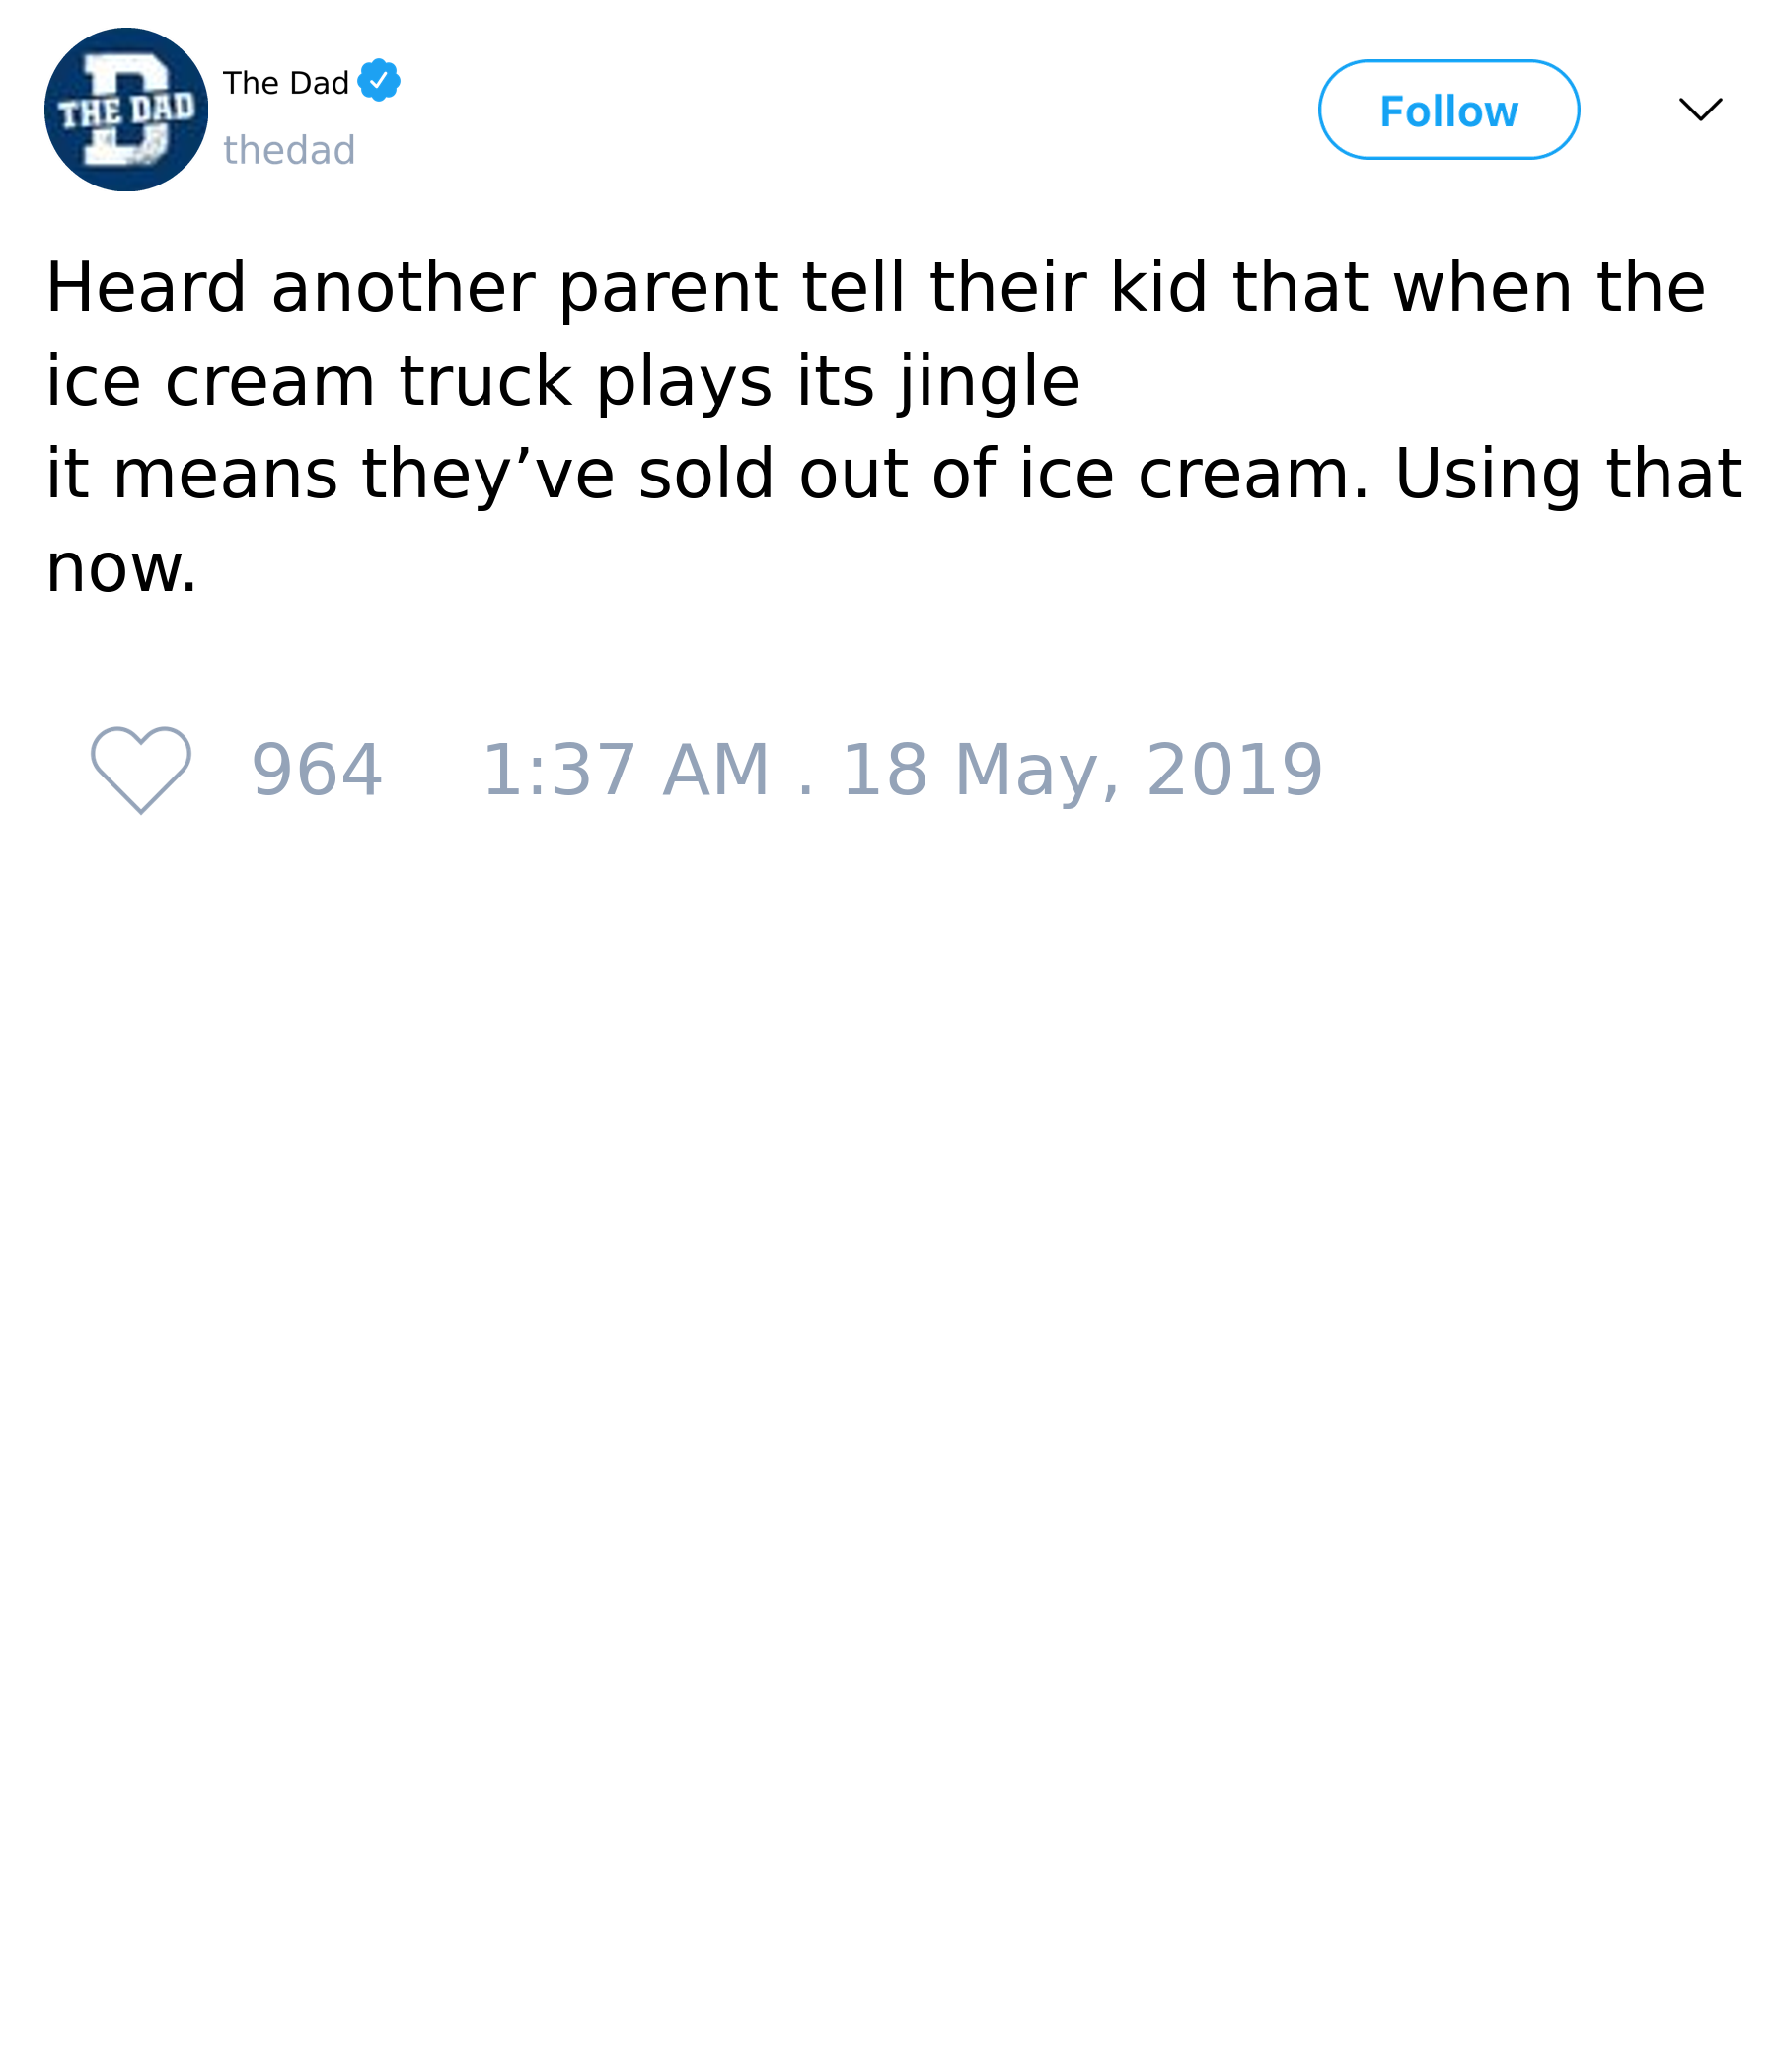 THE DAD
The Dad
thedad
Follow
Heard another parent tell their kid that when the
ice cream truck plays its jingle
it means they’ve sold out of ice cream. Using that
now.
964 1:37 AM . 18 May, 2019